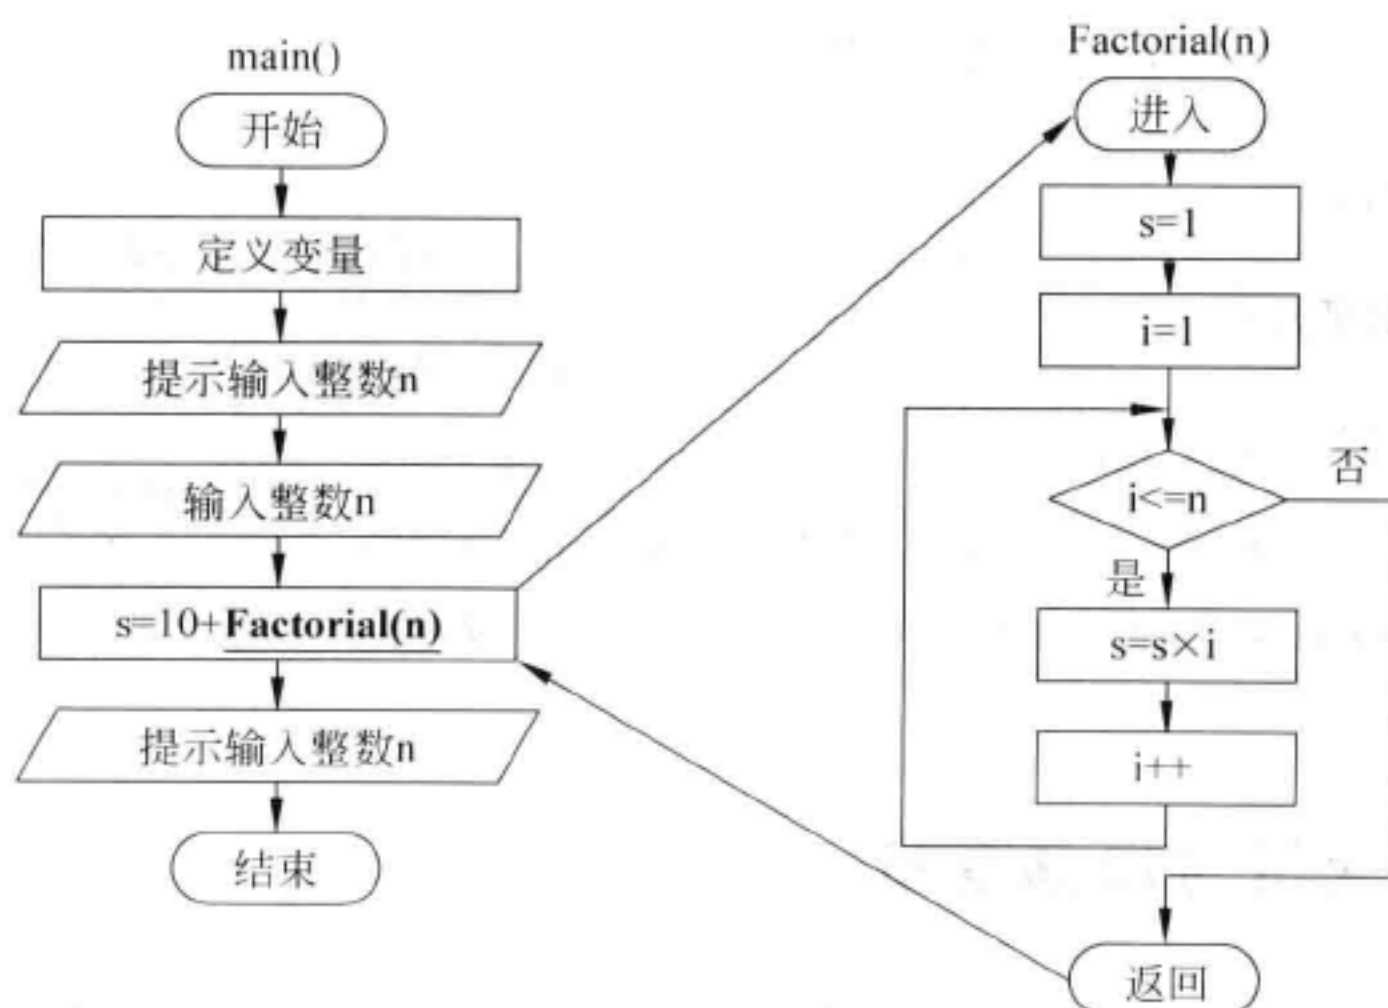 main()
开始
定义变量
提示输入整数n
输入整数n
s=10+Factorial(n)
提示输入整数n
结束
Factorial(n)
进入
s=1
i=1
i<=n
否
是
s=s×i
i++
返回